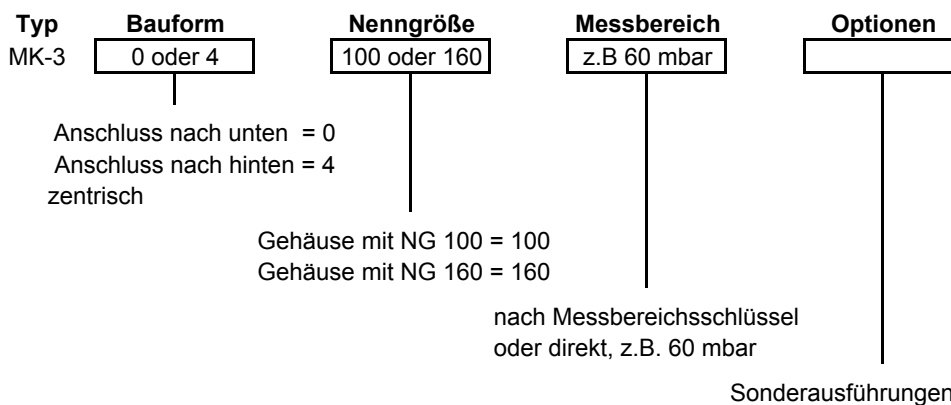 Typ Bauform Nenngröße Messbereich Optionen
MK-3 0 oder 4 100 oder 160 z.B 60 mbar
Anschluss nach unten = 0
Anschluss nach hinten = 4
zentrisch
Gehäuse mit NG 100 = 100
Gehäuse mit NG 160 = 160
nach Messbereichsschlüssel
oder direkt, z.B. 60 mbar
Sonderausführungen